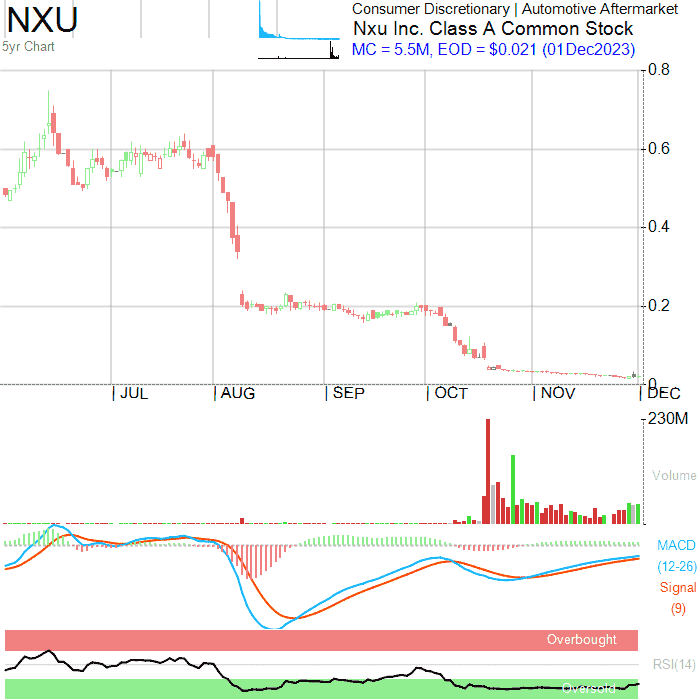 NXU
5yr Chart
Consumer Discretionary | Automotive Aftermarket
Nxu Inc. Class A Common Stock
MC = 5.5M, EOD = $0.021 (01Dec2023)
0.8
0.6
0.4
0.2
0
JUL
AUG
SEP
OCT
NOV
DEC
230M
Volume
MACD
(12-26)
Signal
(9)
Overbought
RSI(14)
Oversold